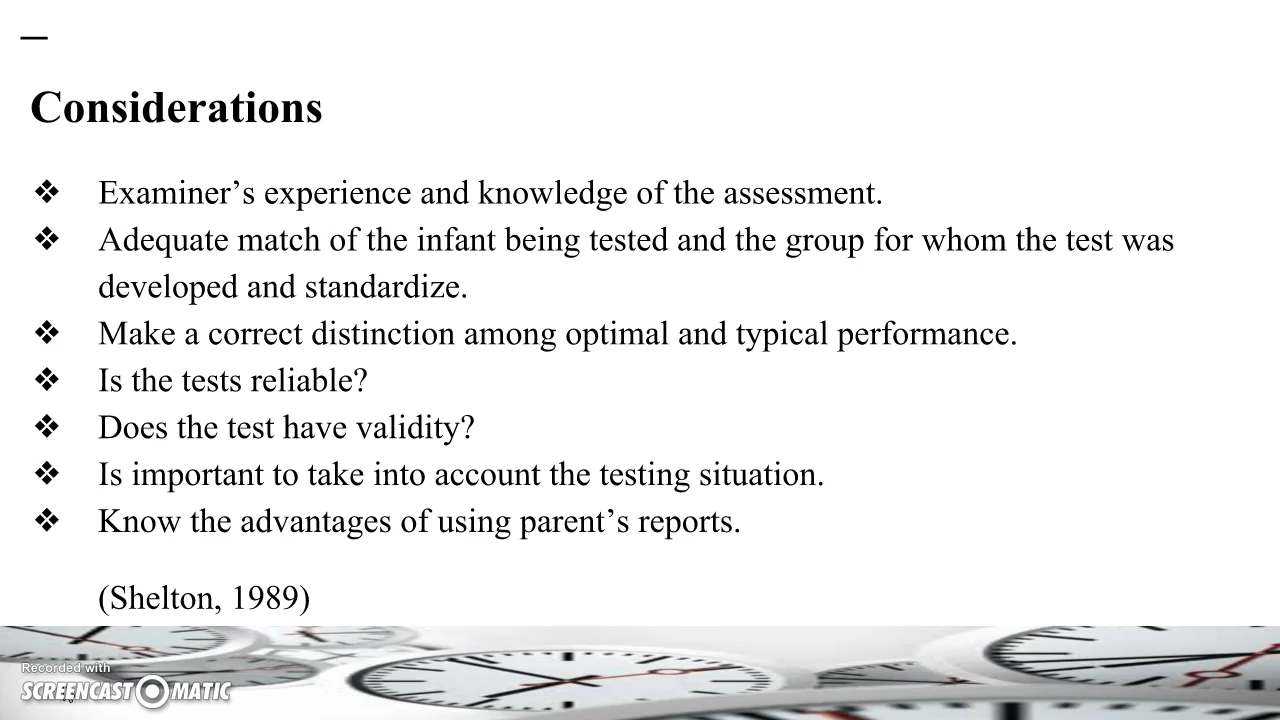 Considerations
❖ Examiner’s experience and knowledge of the assessment.
❖ Adequate match of the infant being tested and the group for whom the test was
developed and standardize.
❖ Make a correct distinction among optimal and typical performance.
❖ Is the tests reliable?
❖ Does the test have validity?
❖ Is important to take into account the testing situation.
❖ Know the advantages of using parent’s reports.
(Shelton, 1989)
Recorded with
SCREENCAST-O-MATIC